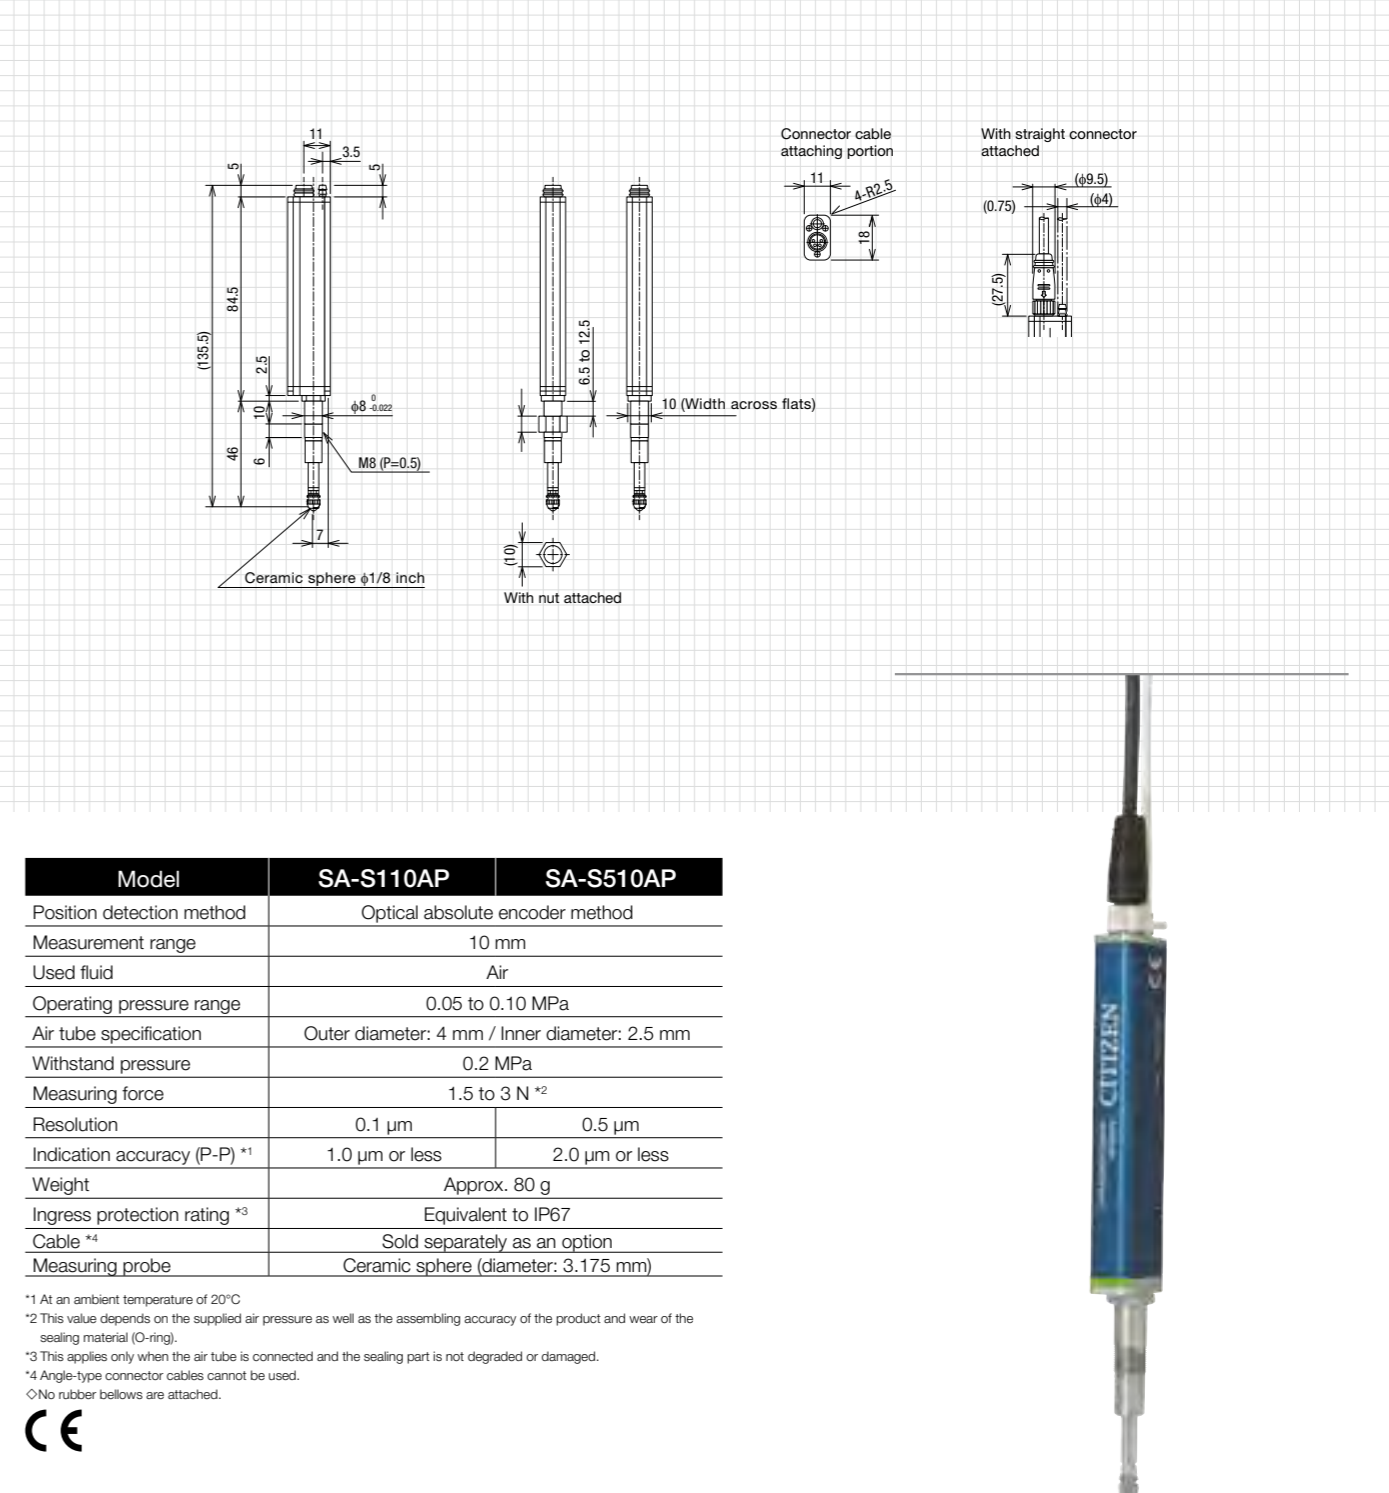 11
3.5
5
5
84.5
(135.5)
2.5
10
φ8 0 -0.022
46
6
M8 (P=0.5)
7
Ceramic sphere φ1/8 inch
6.5 to 12.5
10 (Width across flats)
(10)
With nut attached
Connector cable
attaching portion
11
4-R2.5
18
With straight connector
attached
(φ9.5)
(φ4)
(0.75)
(27.5)
CITIZEN
Model SA-S110AP SA-S510AP
Position detection method Optical absolute encoder method
Measurement range 10 mm
Used fluid Air
Operating pressure range 0.05 to 0.10 MPa
Air tube specification Outer diameter: 4 mm / Inner diameter: 2.5 mm
Withstand pressure 0.2 MPa
Measuring force 1.5 to 3 N *2
Resolution 0.1 μm 0.5 μm
Indication accuracy (P-P) *1 1.0 μm or less 2.0 μm or less
Weight Approx. 80 g
Ingress protection rating *3 Equivalent to IP67
Cable *4 Sold separately as an option
Measuring probe Ceramic sphere (diameter: 3.175 mm)
*1 At an ambient temperature of 20°C
*2 This value depends on the supplied air pressure as well as the assembling accuracy of the product and wear of the
sealing material (O-ring).
*3 This applies only when the air tube is connected and the sealing part is not degraded or damaged.
*4 Angle-type connector cables cannot be used.
◇No rubber bellows are attached.
CE